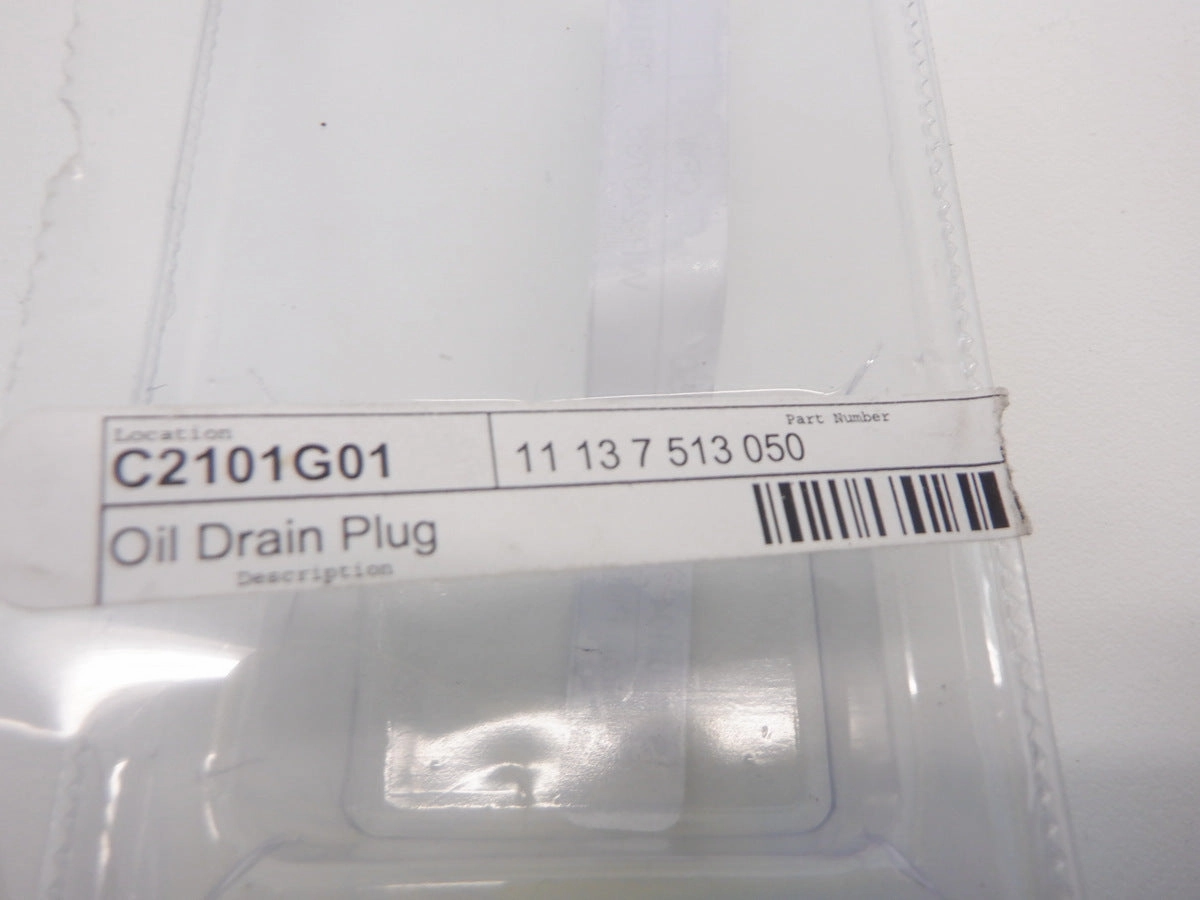 Location
C2101G01
Part Number
11 13 7 513 050
Oil Drain Plug
Description